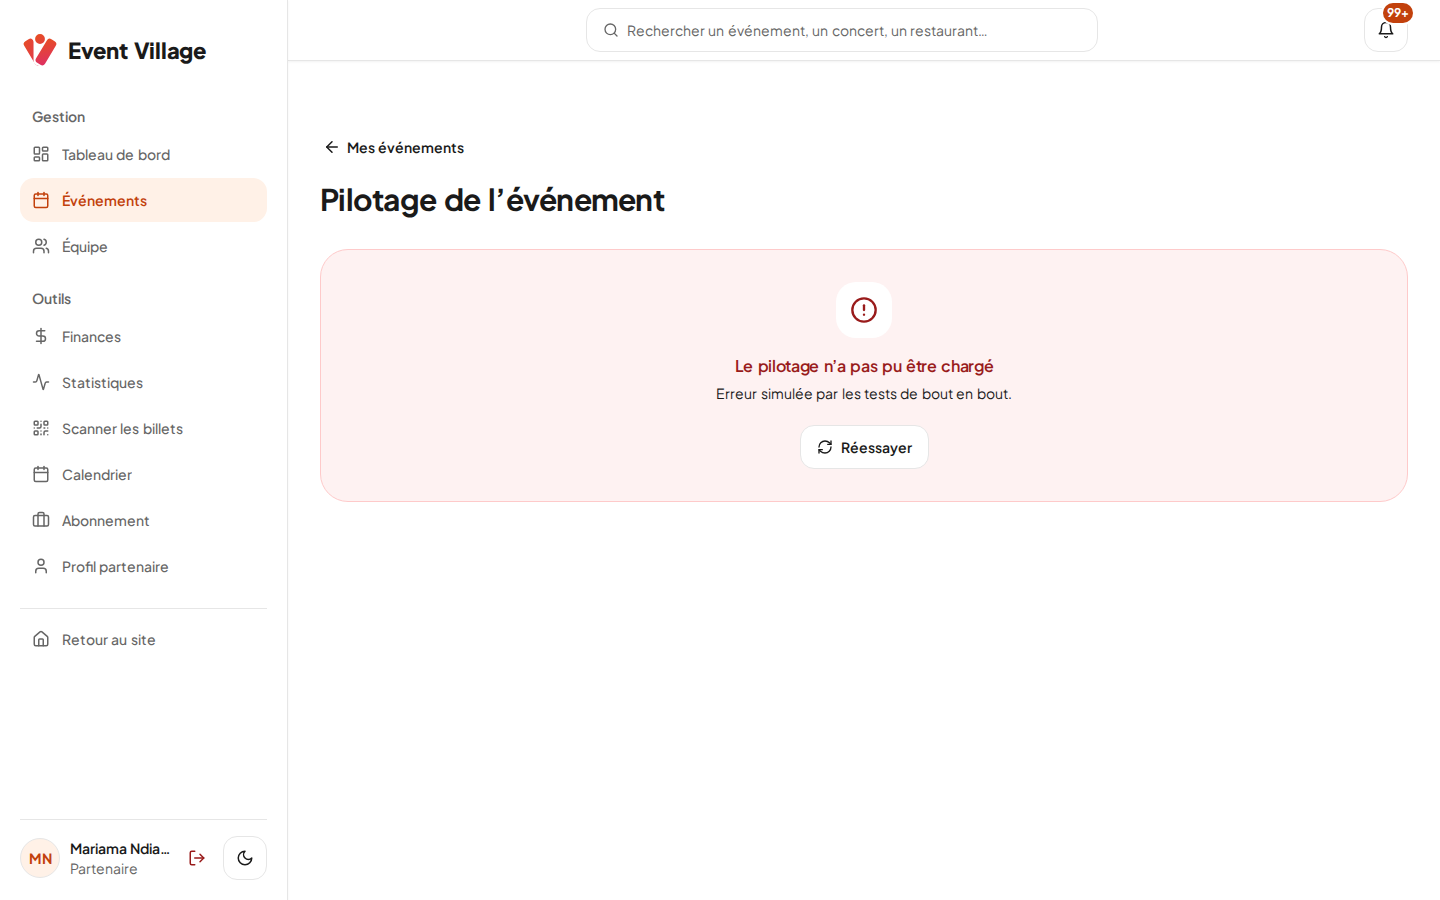 Event Village
Rechercher un événement, un concert, un restaurant...
99+
Gestion
Tableau de bord
Événements
Équipe
Outils
Finances
Statistiques
Scanner les billets
Calendrier
Abonnement
Profil partenaire
Retour au site
MN
Mariama Ndia...
Partenaire
Mes événements
Pilotage de l’événement
Le pilotage n’a pas pu être chargé
Erreur simulée par les tests de bout en bout.
Réessayer